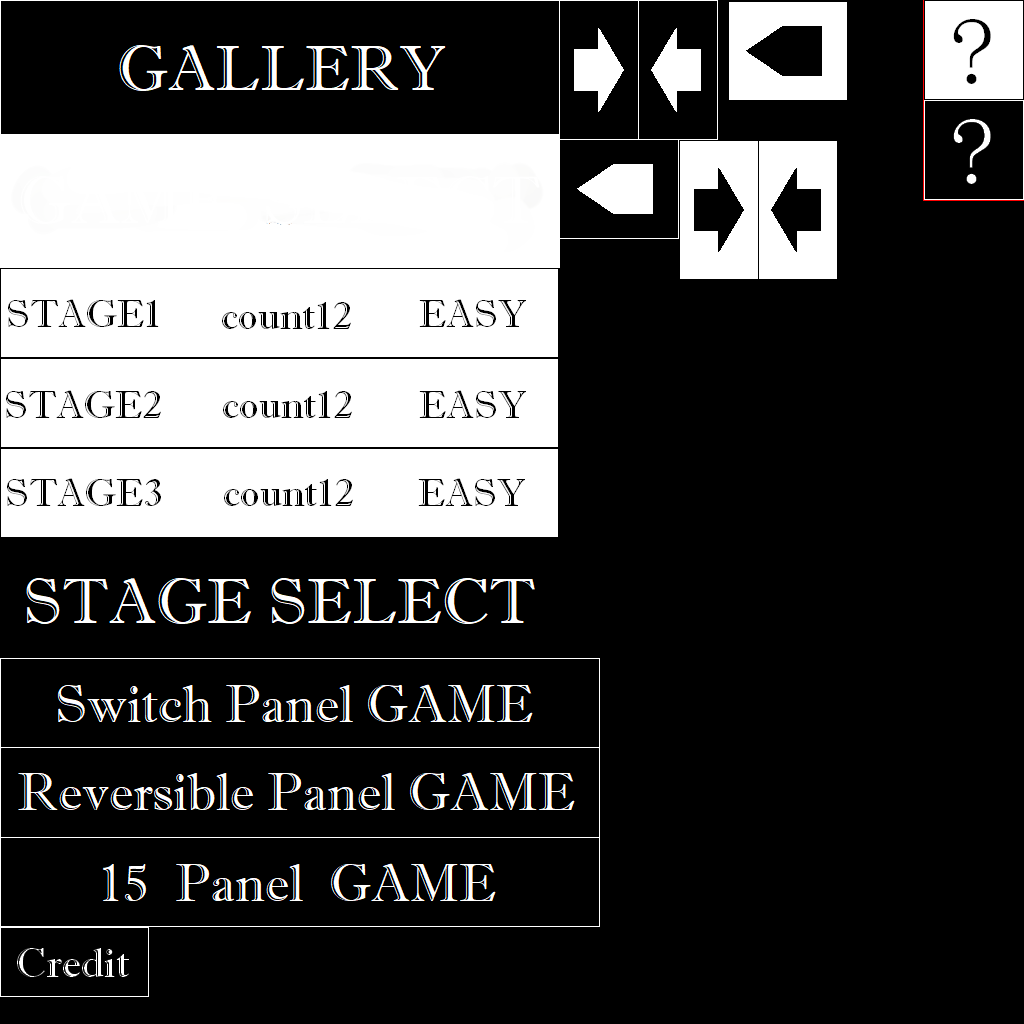 GALLERY
?
?
STAGE1 count12 EASY
STAGE2 count12 EASY
STAGE3 count12 EASY
STAGE SELECT
Switch Panel GAME
Reversible Panel GAME
15 Panel GAME
Credit